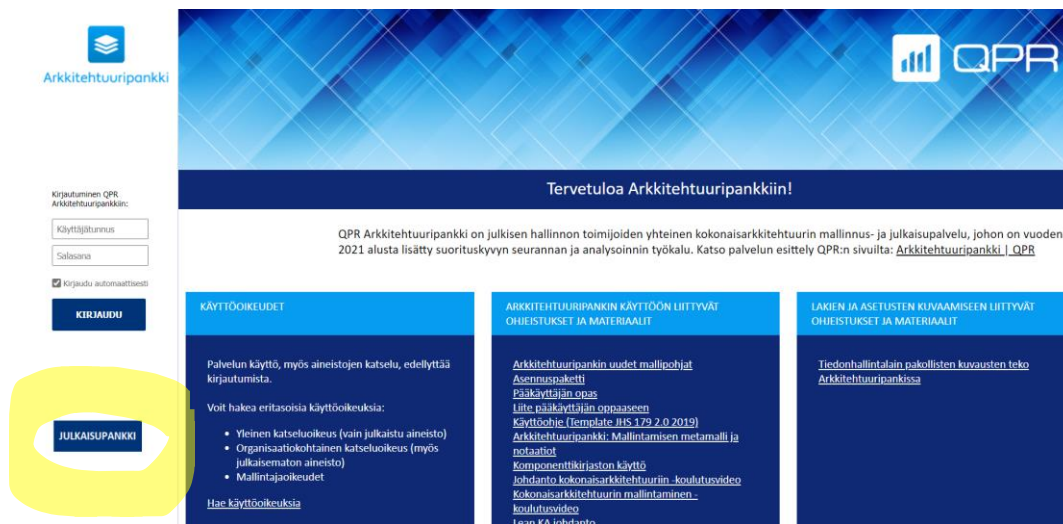 Arkkitehtuuripankki
QPR
Tervetuloa Arkkitehtuuripankkiin!
Kirjautuminen QPR
Arkkitehtuuripankkiin:
Käyttäjätunnus
Salasana
Kirjaudu automaattisesti
KIRJAUDU
JULKAISUPANKKI
QPR Arkkitehtuuripankki on julkisen hallinnon toimijoiden yhteinen kokonaisarkkitehtuurin mallinnus- ja julkaisupalvelu, johon on vuoden
2021 alusta lisätty suorituskyvyn seurannan ja analysoinnin työkalu. Katso palvelun esittely QPR:n sivuilta: Arkkitehtuuripankki | QPR
KÄYTTÖOIKEUDET
Palvelun käyttö, myös aineistojen katselu, edellyttää
kirjautumista.
Voit hakea eritasoisia käyttöoikeuksia:
• Yleinen katseluoikeus (vain julkaistu aineisto)
• Organisaatiokohtainen katseluoikeus (myös
julkaisematon aineisto)
• Mallintajaoikeudet
Hae käyttöoikeuksia
ARKKITEHTUURIPANKIN KÄYTTÖÖN LIITTYVÄT
OHJEISTUKSET JA MATERIAALIT
Arkkitehtuuripankin uudet mallipohjat
Asennuspaketti
Pääkäyttäjän opas
Liite pääkäyttäjän oppaaseen
Käyttöohje (Template JHS 179 2.0 2019)
Arkkitehtuuripankki: Mallintamisen metamalli ja
notaatiot
Komponenttikirjaston käyttö
Johdanto kokonaisarkkitehtuuriin -koulutusvideo
Kokonaisarkkitehtuurin mallintaminen -
koulutusvideo
Lean KA johdanto
LAKIEN JA ASETUSTEN KUVAAMISEEN LIITTYVÄT
OHJEISTUKSET JA MATERIAALIT
Tiedonhallintalain pakollisten kuvausten teko
Arkkitehtuuripankissa